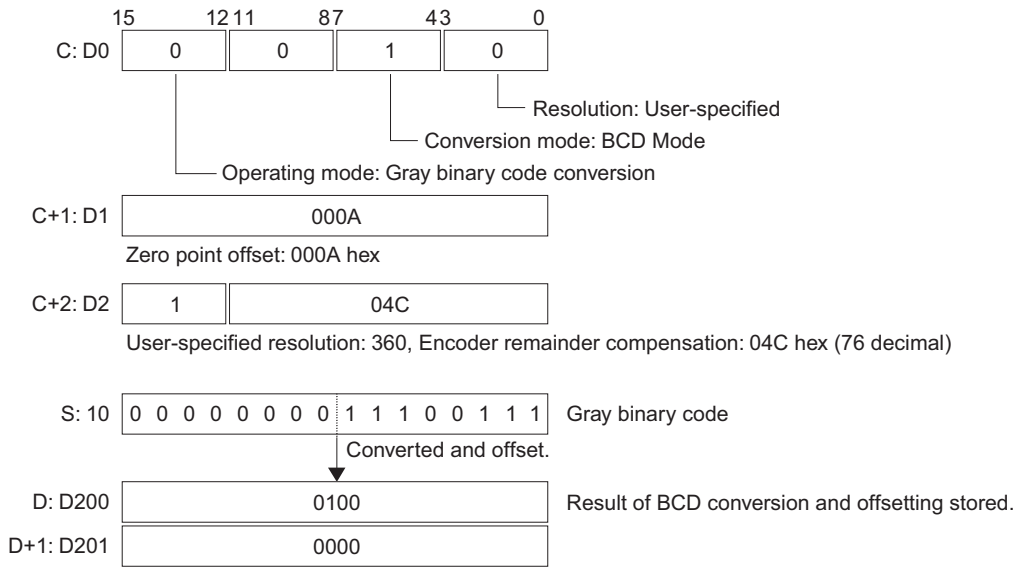 15 12 11 8 7 4 3 0
C: D0 0 0 1 0
Resolution: User-specified
Conversion mode: BCD Mode
Operating mode: Gray binary code conversion
C+1: D1 000A
Zero point offset: 000A hex
C+2: D2 1 04C
User-specified resolution: 360, Encoder remainder compensation: 04C hex (76 decimal)
S: 10 0 0 0 0 0 0 0 0 1 1 1 0 0 1 1 1 Gray binary code
Converted and offset.
D: D200 0100 Result of BCD conversion and offsetting stored.
D+1: D201 0000